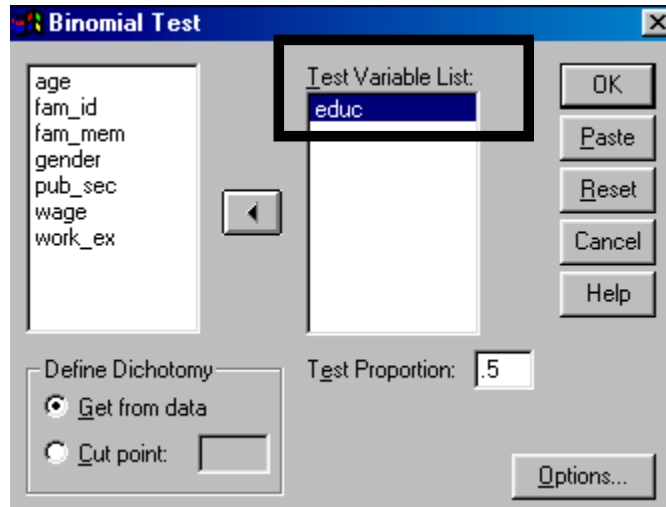 Binomial Test
age
fam_id
fam_mem
gender
pub_sec
wage
work_ex
Test Variable List:
educ
OK
Paste
Reset
Cancel
Help
Define Dichotomy
Get from data
Cut point:
Test Proportion: .5
Options...